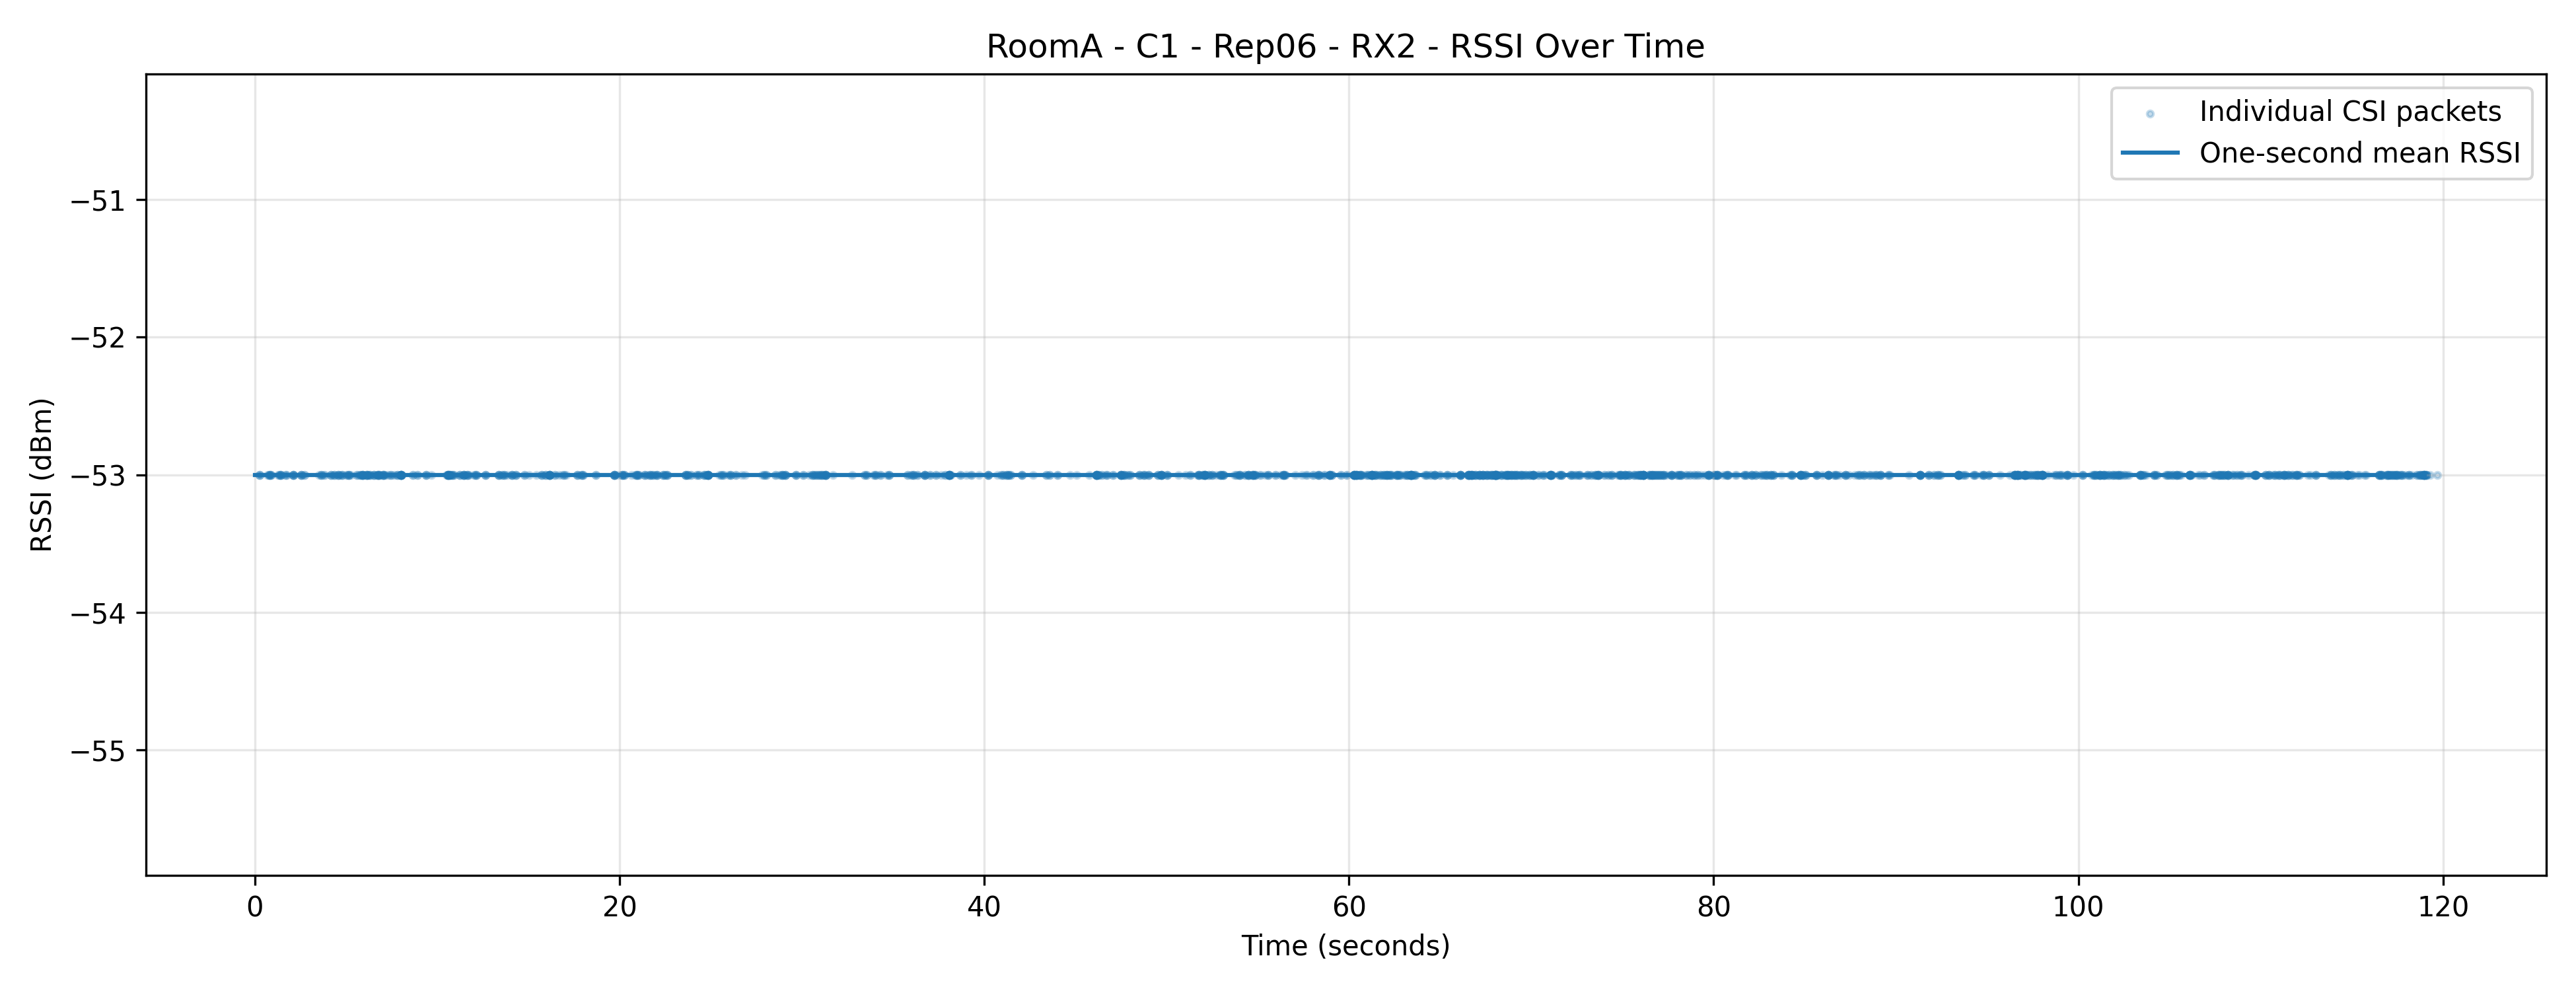 RoomA - C1 - Rep06 - RX2 - RSSI Over Time
Individual CSI packets
One-second mean RSSI
RSSI (dBm)
−51
−52
−53
−54
−55
0 20 40 60 80 100 120
Time (seconds)